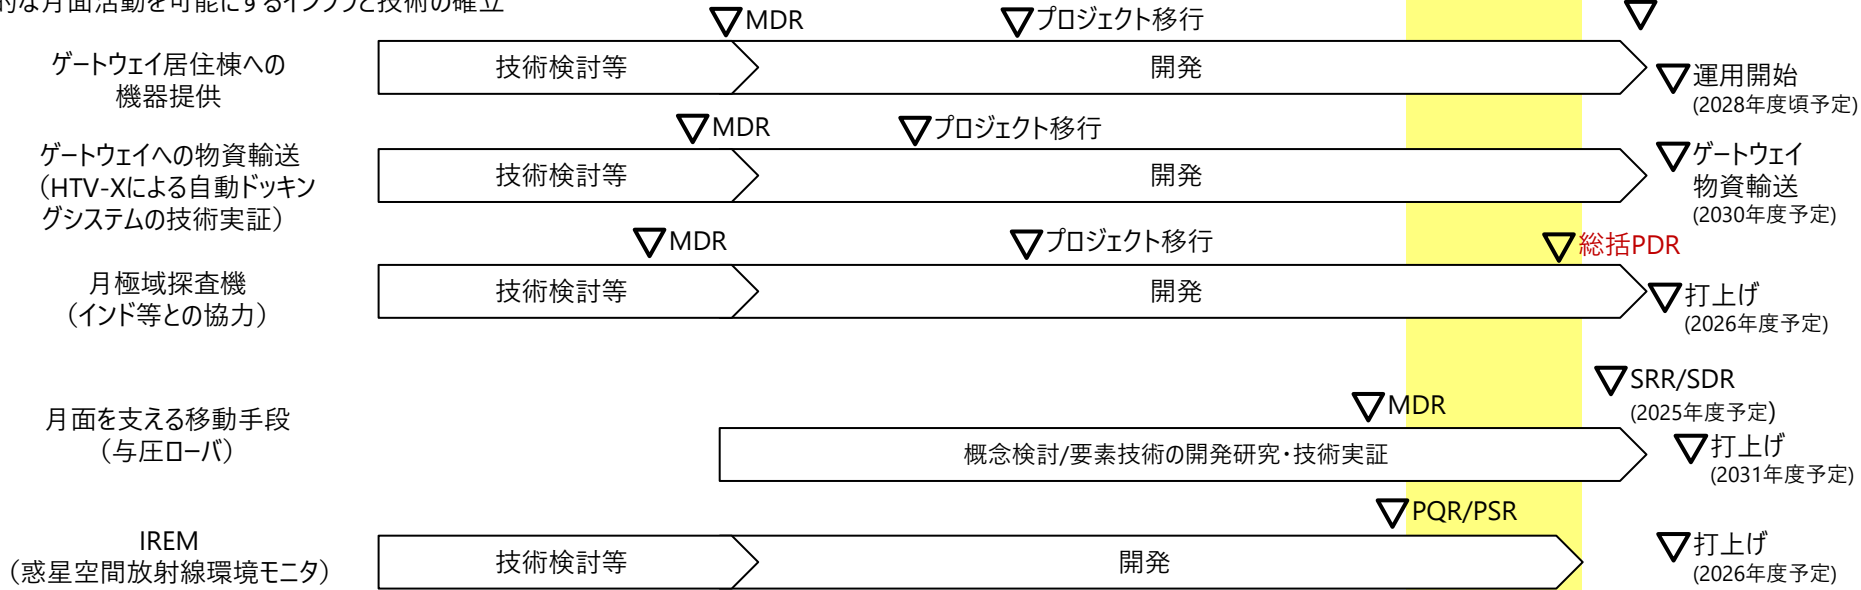 的な月面活動を可能にするインフラと技術の確立
▽MDR
▽プロジェクト移行
▽
ゲートウェイ居住棟への
機器提供
技術検討等
開発
▽運用開始
(2028年度頃予定)
▽MDR
▽プロジェクト移行
ゲートウェイへの物資輸送
（HTV-Xによる自動ドッキン
グシステムの技術実証）
技術検討等
開発
▽ゲートウェイ
物資輸送
(2030年度予定)
▽MDR
▽プロジェクト移行
▽総括PDR
月極域探査機
（インド等との協力）
技術検討等
開発
▽打上げ
(2026年度予定)
▽SRR/SDR
(2025年度予定)
▽MDR
月面を支える移動手段
（与圧ローバ）
概念検討/要素技術の開発研究・技術実証
▽打上げ
(2031年度予定)
▽PQR/PSR
IREM
（惑星空間放射線環境モニタ）
技術検討等
開発
▽打上げ
(2026年度予定)